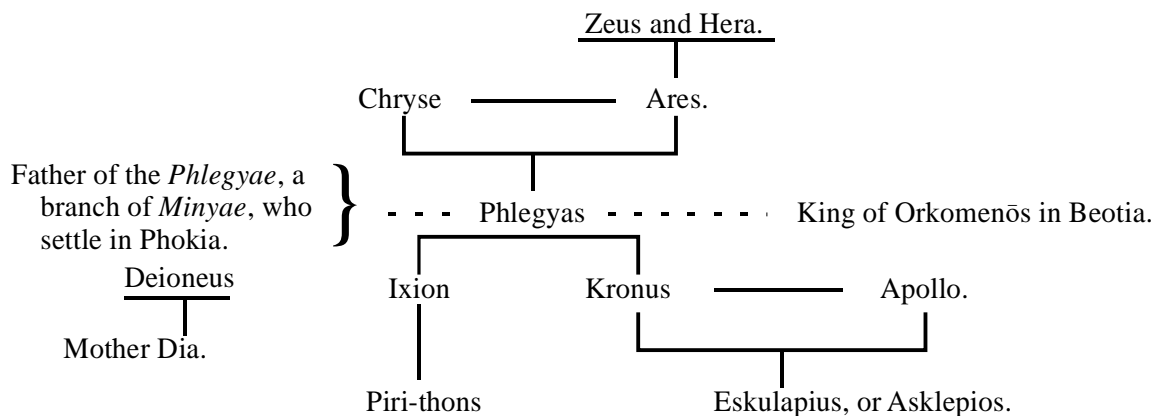 Zeus and Hera.
Chryse Ares.
Father of the Phlegyae, a
branch of Minyae, who
settle in Phokia.
Phlegyas King of Orkomenōs in Beotia.
Deioneus
Ixion Kronus Apollo.
Mother Dia.
Piri-thons Eskulapius, or Asklepios.